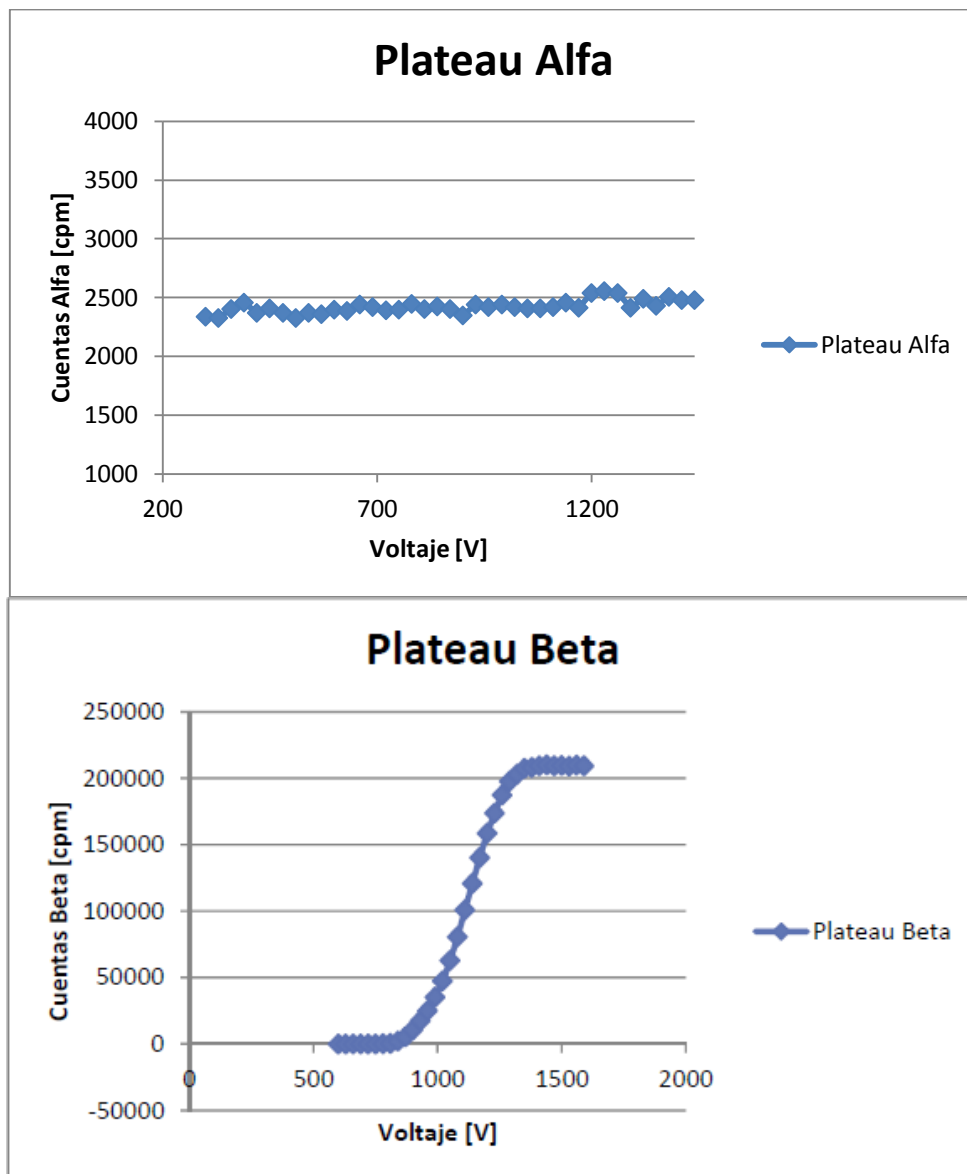 Plateau Alfa
4000
3500
3000
2500
2000
1500
1000
Cuentas Alfa [cpm]
200
700
1200
Voltaje [V]
Plateau Alfa
Plateau Beta
250000
200000
150000
100000
50000
0
-50000
Cuentas Beta [cpm]
0
500
1000
1500
2000
Voltaje [V]
Plateau Beta